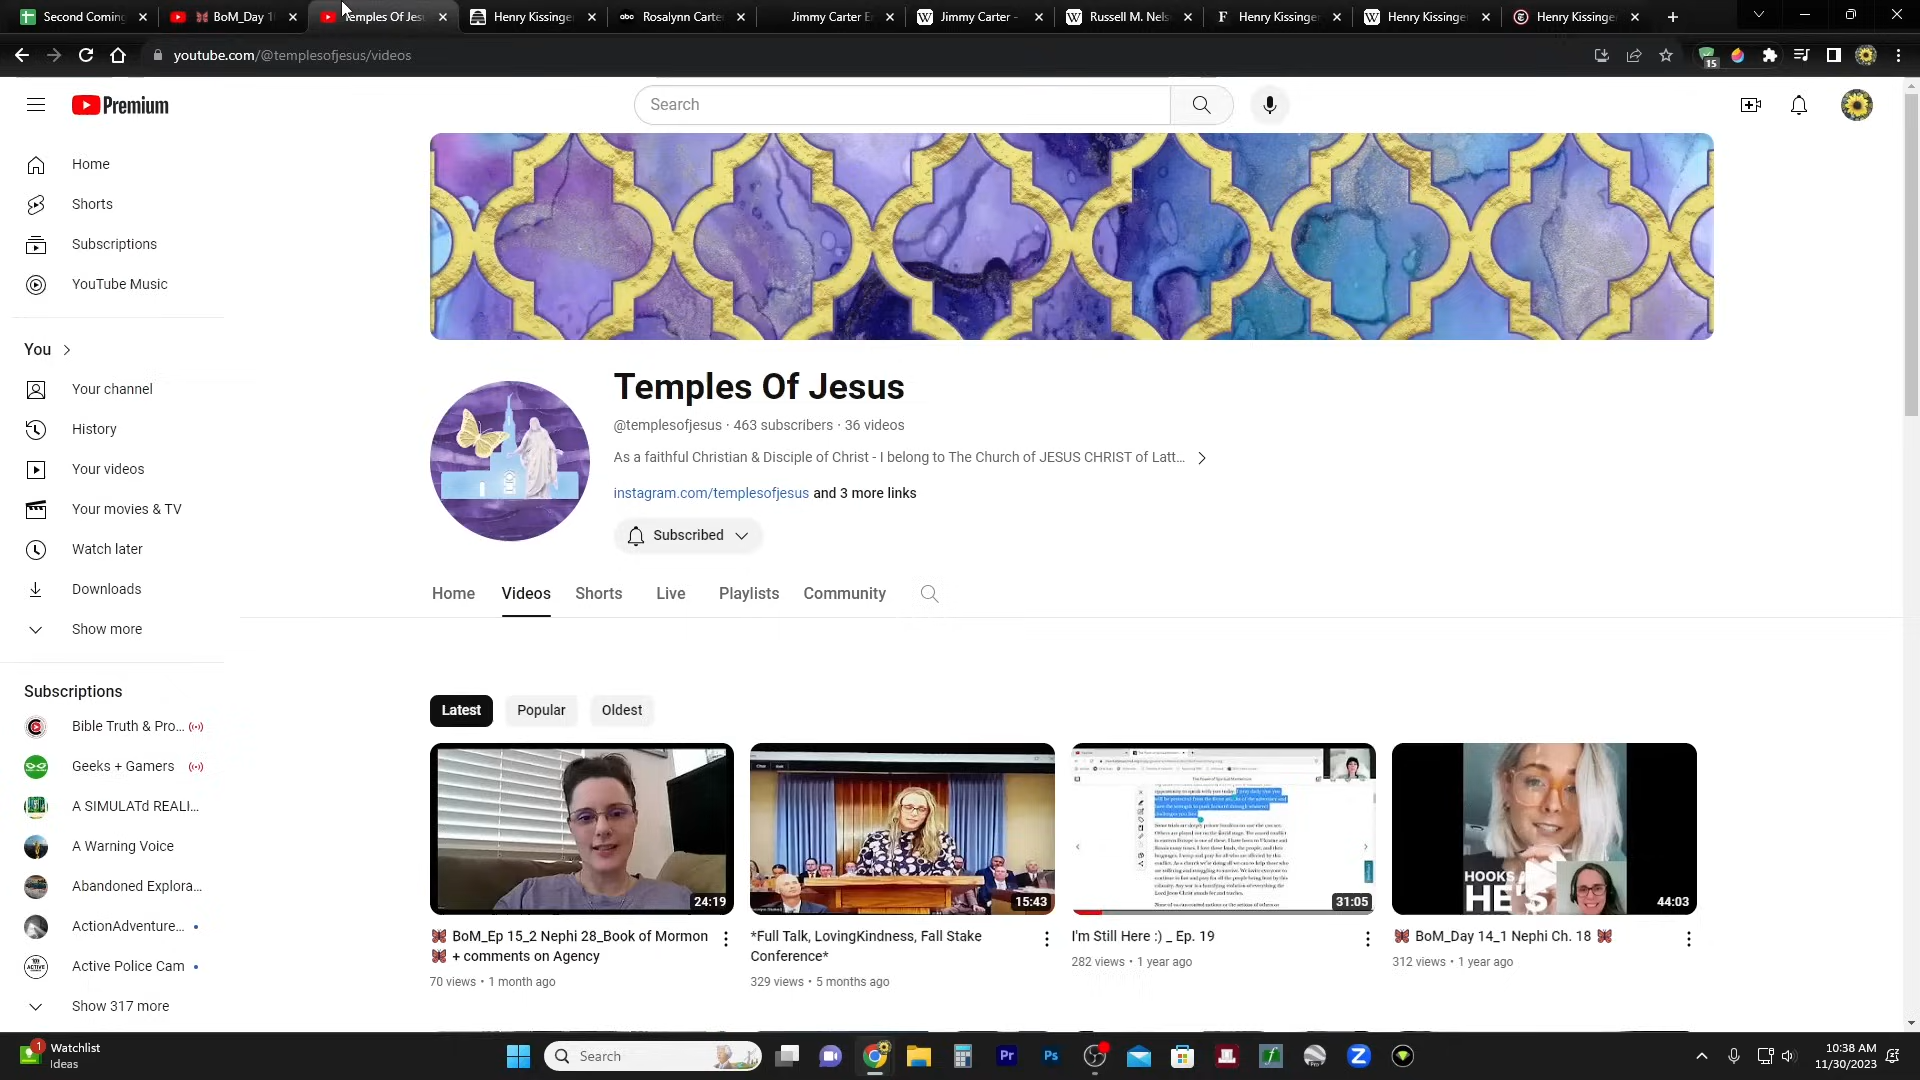 Second Coming
BoM_Day 1
Temples Of Jesu
Henry Kissinge
Rosalynn Carte
Jimmy Carter E
Jimmy Carter -
Russell M. Nels
Henry Kissinge
Henry Kissinge
Henry Kissinge
youtube.com/@templesofjesus/videos
15
Premium
Search
Home
Shorts
Subscriptions
YouTube Music
You
Your channel
History
Your videos
Your movies & TV
Watch later
Downloads
Show more
Subscriptions
Bible Truth & Pro...
Geeks + Gamers
A SIMULATd REALI...
A Warning Voice
Abandoned Explora...
ActionAdventure...
Active Police Cam
Show 317 more
Temples Of Jesus
@templesofjesus · 463 subscribers · 36 videos
As a faithful Christian & Disciple of Christ - I belong to The Church of JESUS CHRIST of Latt...
instagram.com/templesofjesus and 3 more links
Subscribed
Home Videos Shorts Live Playlists Community
Latest Popular Oldest
24:19
15:43
31:05
HOOKS
HE'S
44:03
🦋 BoM_Ep 15_2 Nephi 28_Book of Mormon
🦋 + comments on Agency
70 views • 1 month ago
*Full Talk, LovingKindness, Fall Stake
Conference*
329 views • 5 months ago
I'm Still Here :) _ Ep. 19
282 views • 1 year ago
🦋 BoM_Day 14_1 Nephi Ch. 18 🦋
312 views • 1 year ago
1
Watchlist
Ideas
Search
Pr
Ps
10:38 AM
11/30/2023